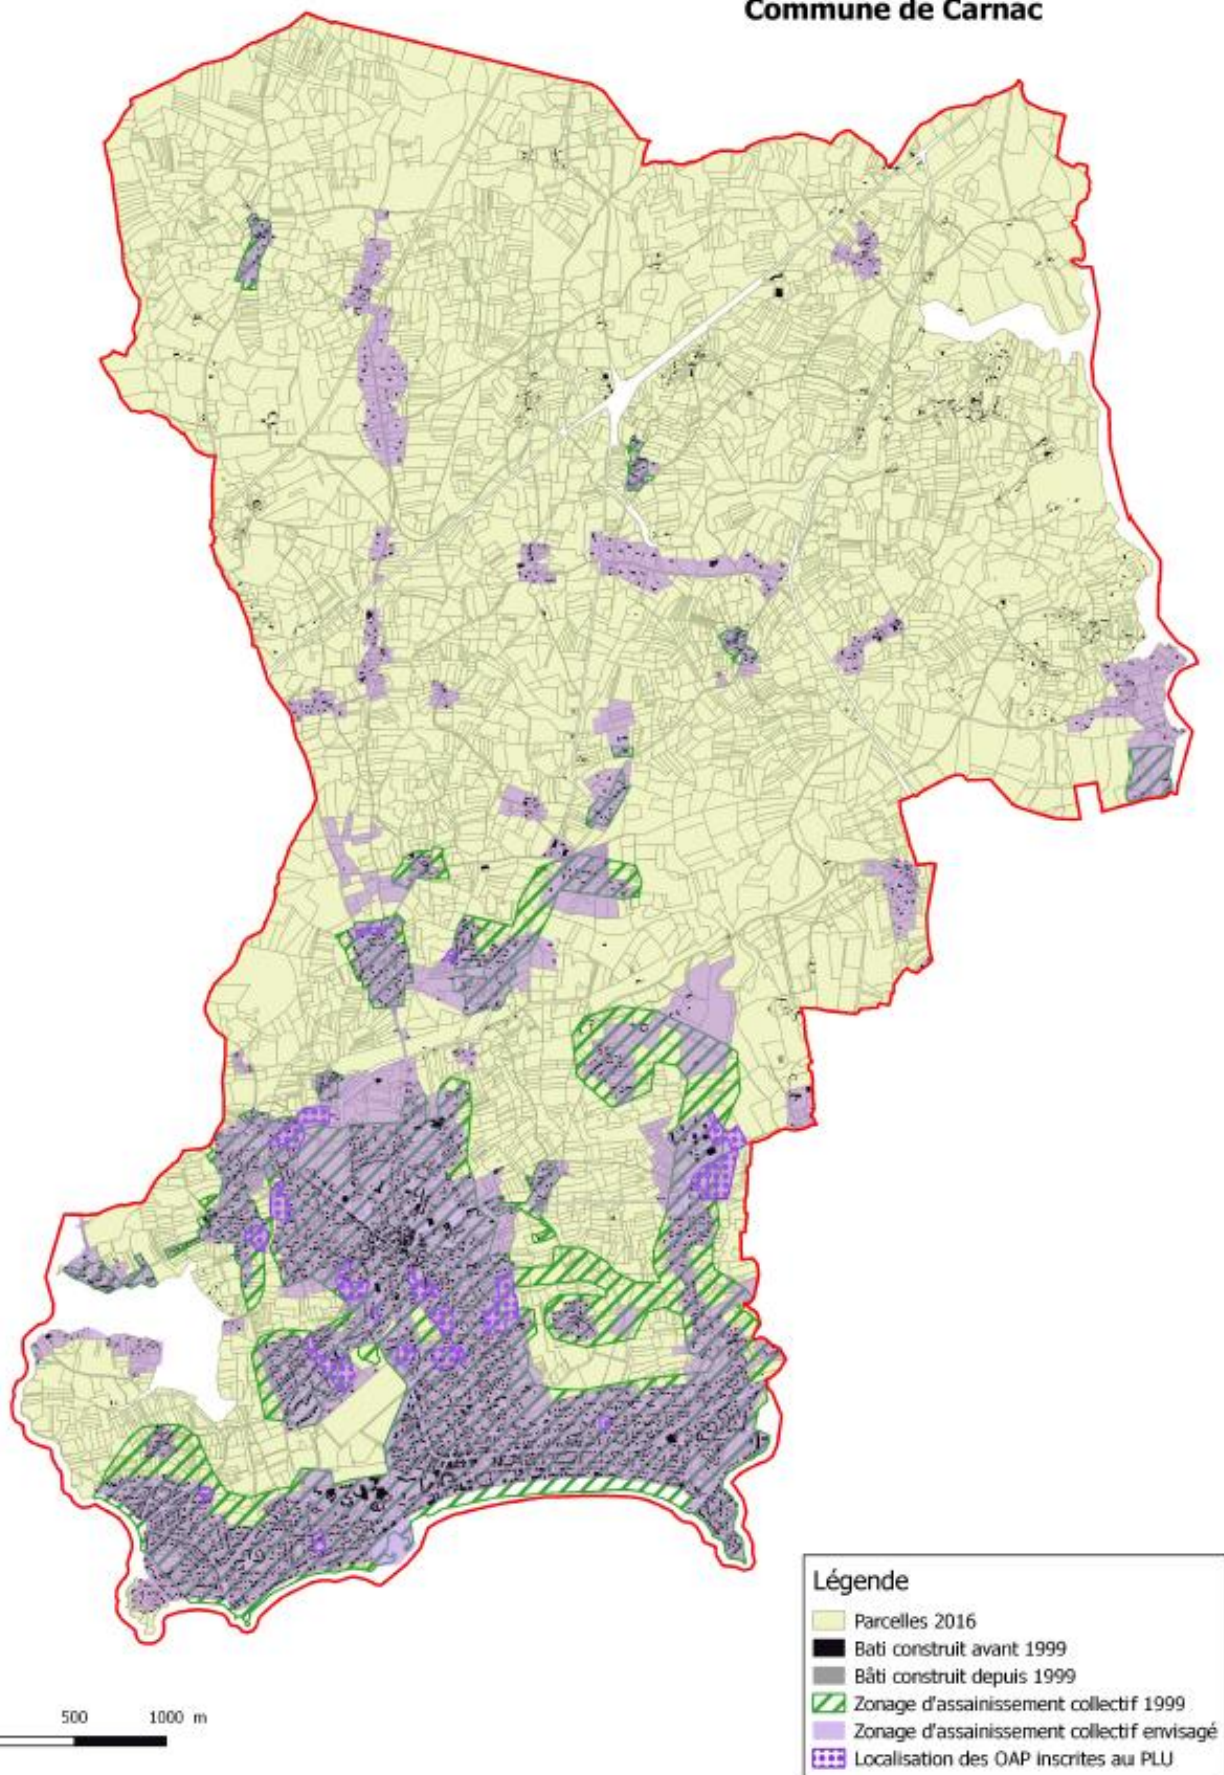 Commune de Carnac
500 1000 m
Légende
Parcelles 2016
Bati construit avant 1999
Bâti construit depuis 1999
Zonage d'assainissement collectif 1999
Zonage d'assainissement collectif envisagé
Localisation des OAP inscrites au PLU